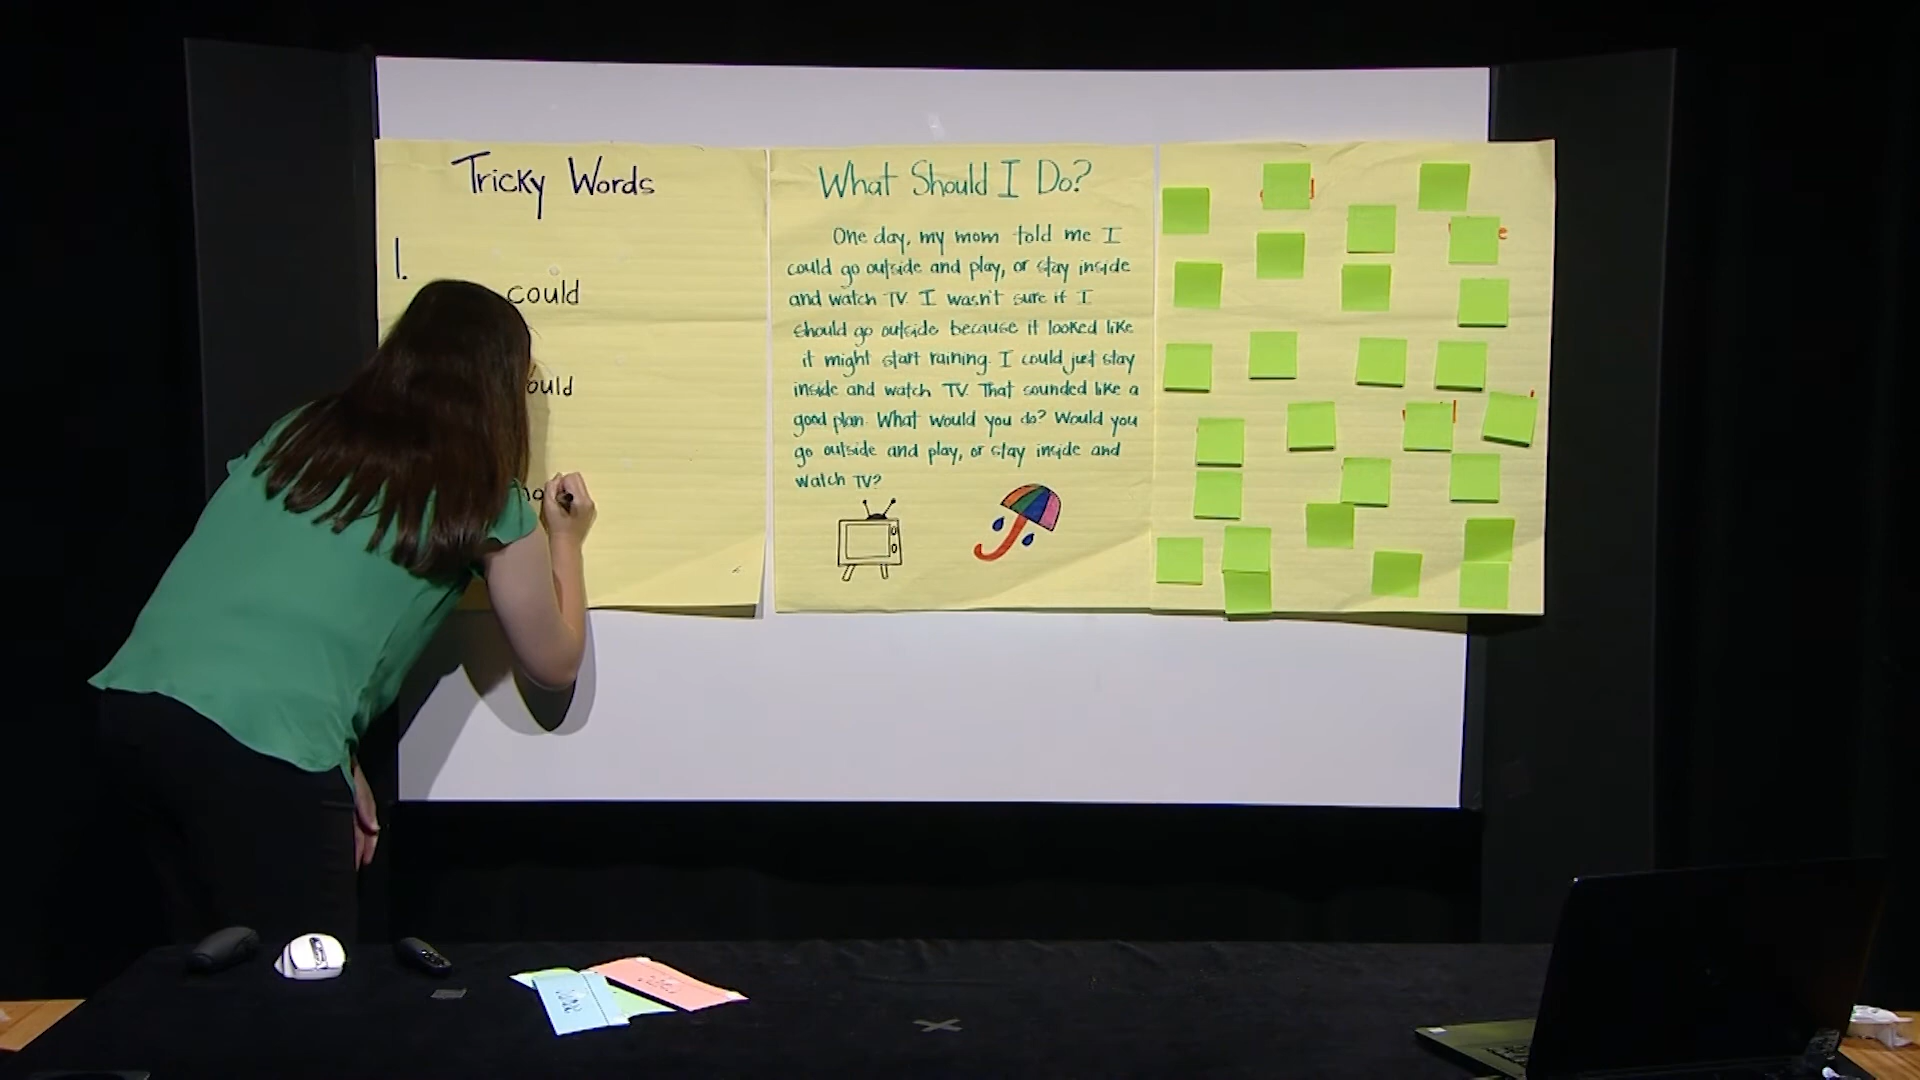 Tricky Words
1.
could
ould
What Should I Do?
One day, my mom told me I
could go outside and play, or stay inside
and watch TV. I wasn't sure if I
should go outside because it looked like
it might start raining. I could just stay
inside and watch TV. That sounded like a
good plan. What would you do? Would you
go outside and play, or stay inside and
watch TV?